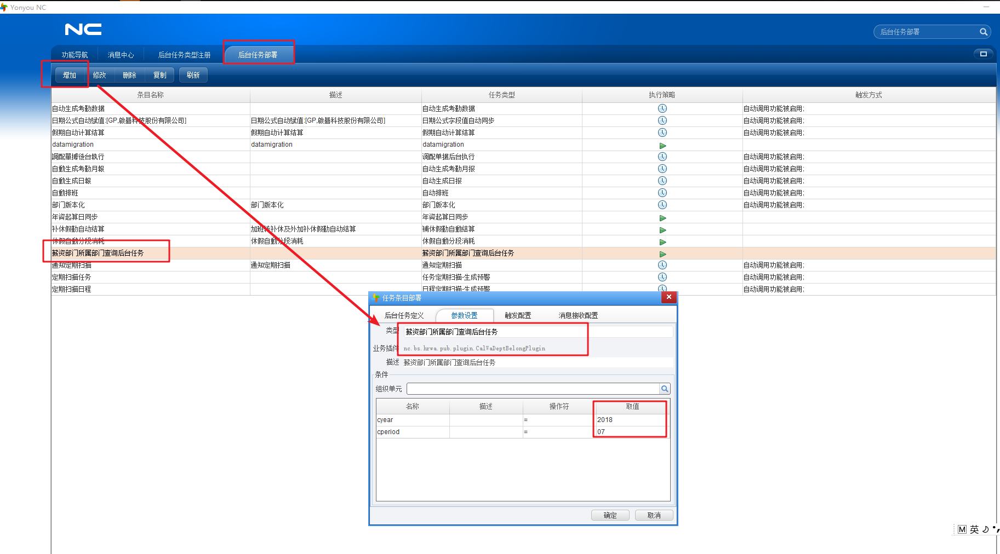 Yonyou NC
NC
后台任务部署
功能导航 消息中心 后台任务类型注册 后台任务部署
增加 修改 删除 复制 刷新
条目名称 描述 任务类型 执行策略 触发方式
自动生成考勤数据 自动生成考勤数据 自动调用功能被启用;
日期公式自动赋值:[GP,啟碁科技股份有限公司] 日期公式自动赋值:[GP,啟碁科技股份有限公司] 日期公式字段值自动同步 自动调用功能被启用;
假期自动计算结算 假期自动计算结算 假期自动计算结算 自动调用功能被启用;
datamigration datamigration datamigration
調配單據後台執行 调配单据后台执行 自动调用功能被启用;
自動生成考勤月報 自动生成考勤月报 自动调用功能被启用;
自動生成日報 自动生成日报 自动调用功能被启用;
自動排班 自动排班 自动调用功能被启用;
部门版本化 部门版本化 部门版本化 自动调用功能被启用;
年资起算日同步 年资起算日同步
补休假勤自动结算 加班转补休及外加补休假勤自动结算 補休假勤自動結算
休假自動分段消耗 休假自動分段消耗 休假自動分段消耗
薪资部门所属部门查询后台任务 薪资部门所属部门查询后台任务
通知定期扫描 通知定期扫描 通知定期扫描 自动调用功能被启用;
定期扫描任务 任务定期扫描-生成预警 自动调用功能被启用;
定期扫描日程 日程定期扫描-生成预警 自动调用功能被启用;
任务条目部署
后台任务定义 参数设置 触发配置 消息接收配置
类型 薪资部门所属部门查询后台任务
业务插件 nc.bs.hrwa.pub.plugin.CalWaDeptBelongPlugin
描述 薪资部门所属部门查询后台任务
条件
组织单元
名称 描述 操作符 取值
cyear = 2018
cperiod = 07
确定 取消
M 英